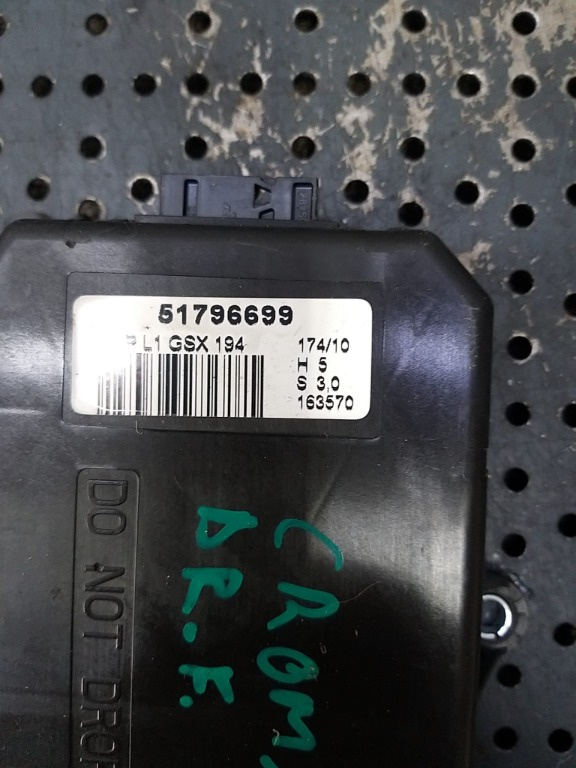 51796699
L1 GSX 194
174/10
H 5
S 3,0
163570
DO NOT DROP
CROM
DR.F.